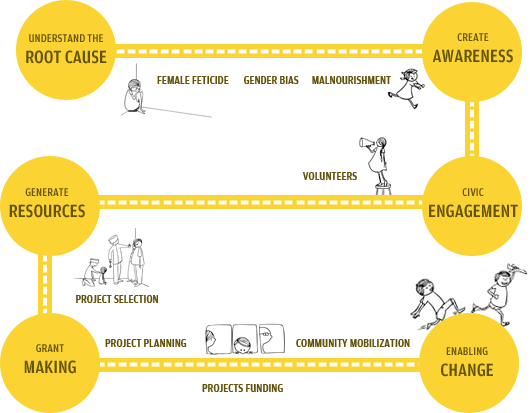 UNDERSTAND THE
ROOT CAUSE
CREATE
AWARENESS
FEMALE FETICIDE GENDER BIAS MALNOURISHMENT
VOLUNTEERS
GENERATE
RESOURCES
CIVIC
ENGAGEMENT
PROJECT SELECTION
GRANT
MAKING
PROJECT PLANNING COMMUNITY MOBILIZATION
ENABLING
CHANGE
PROJECTS FUNDING